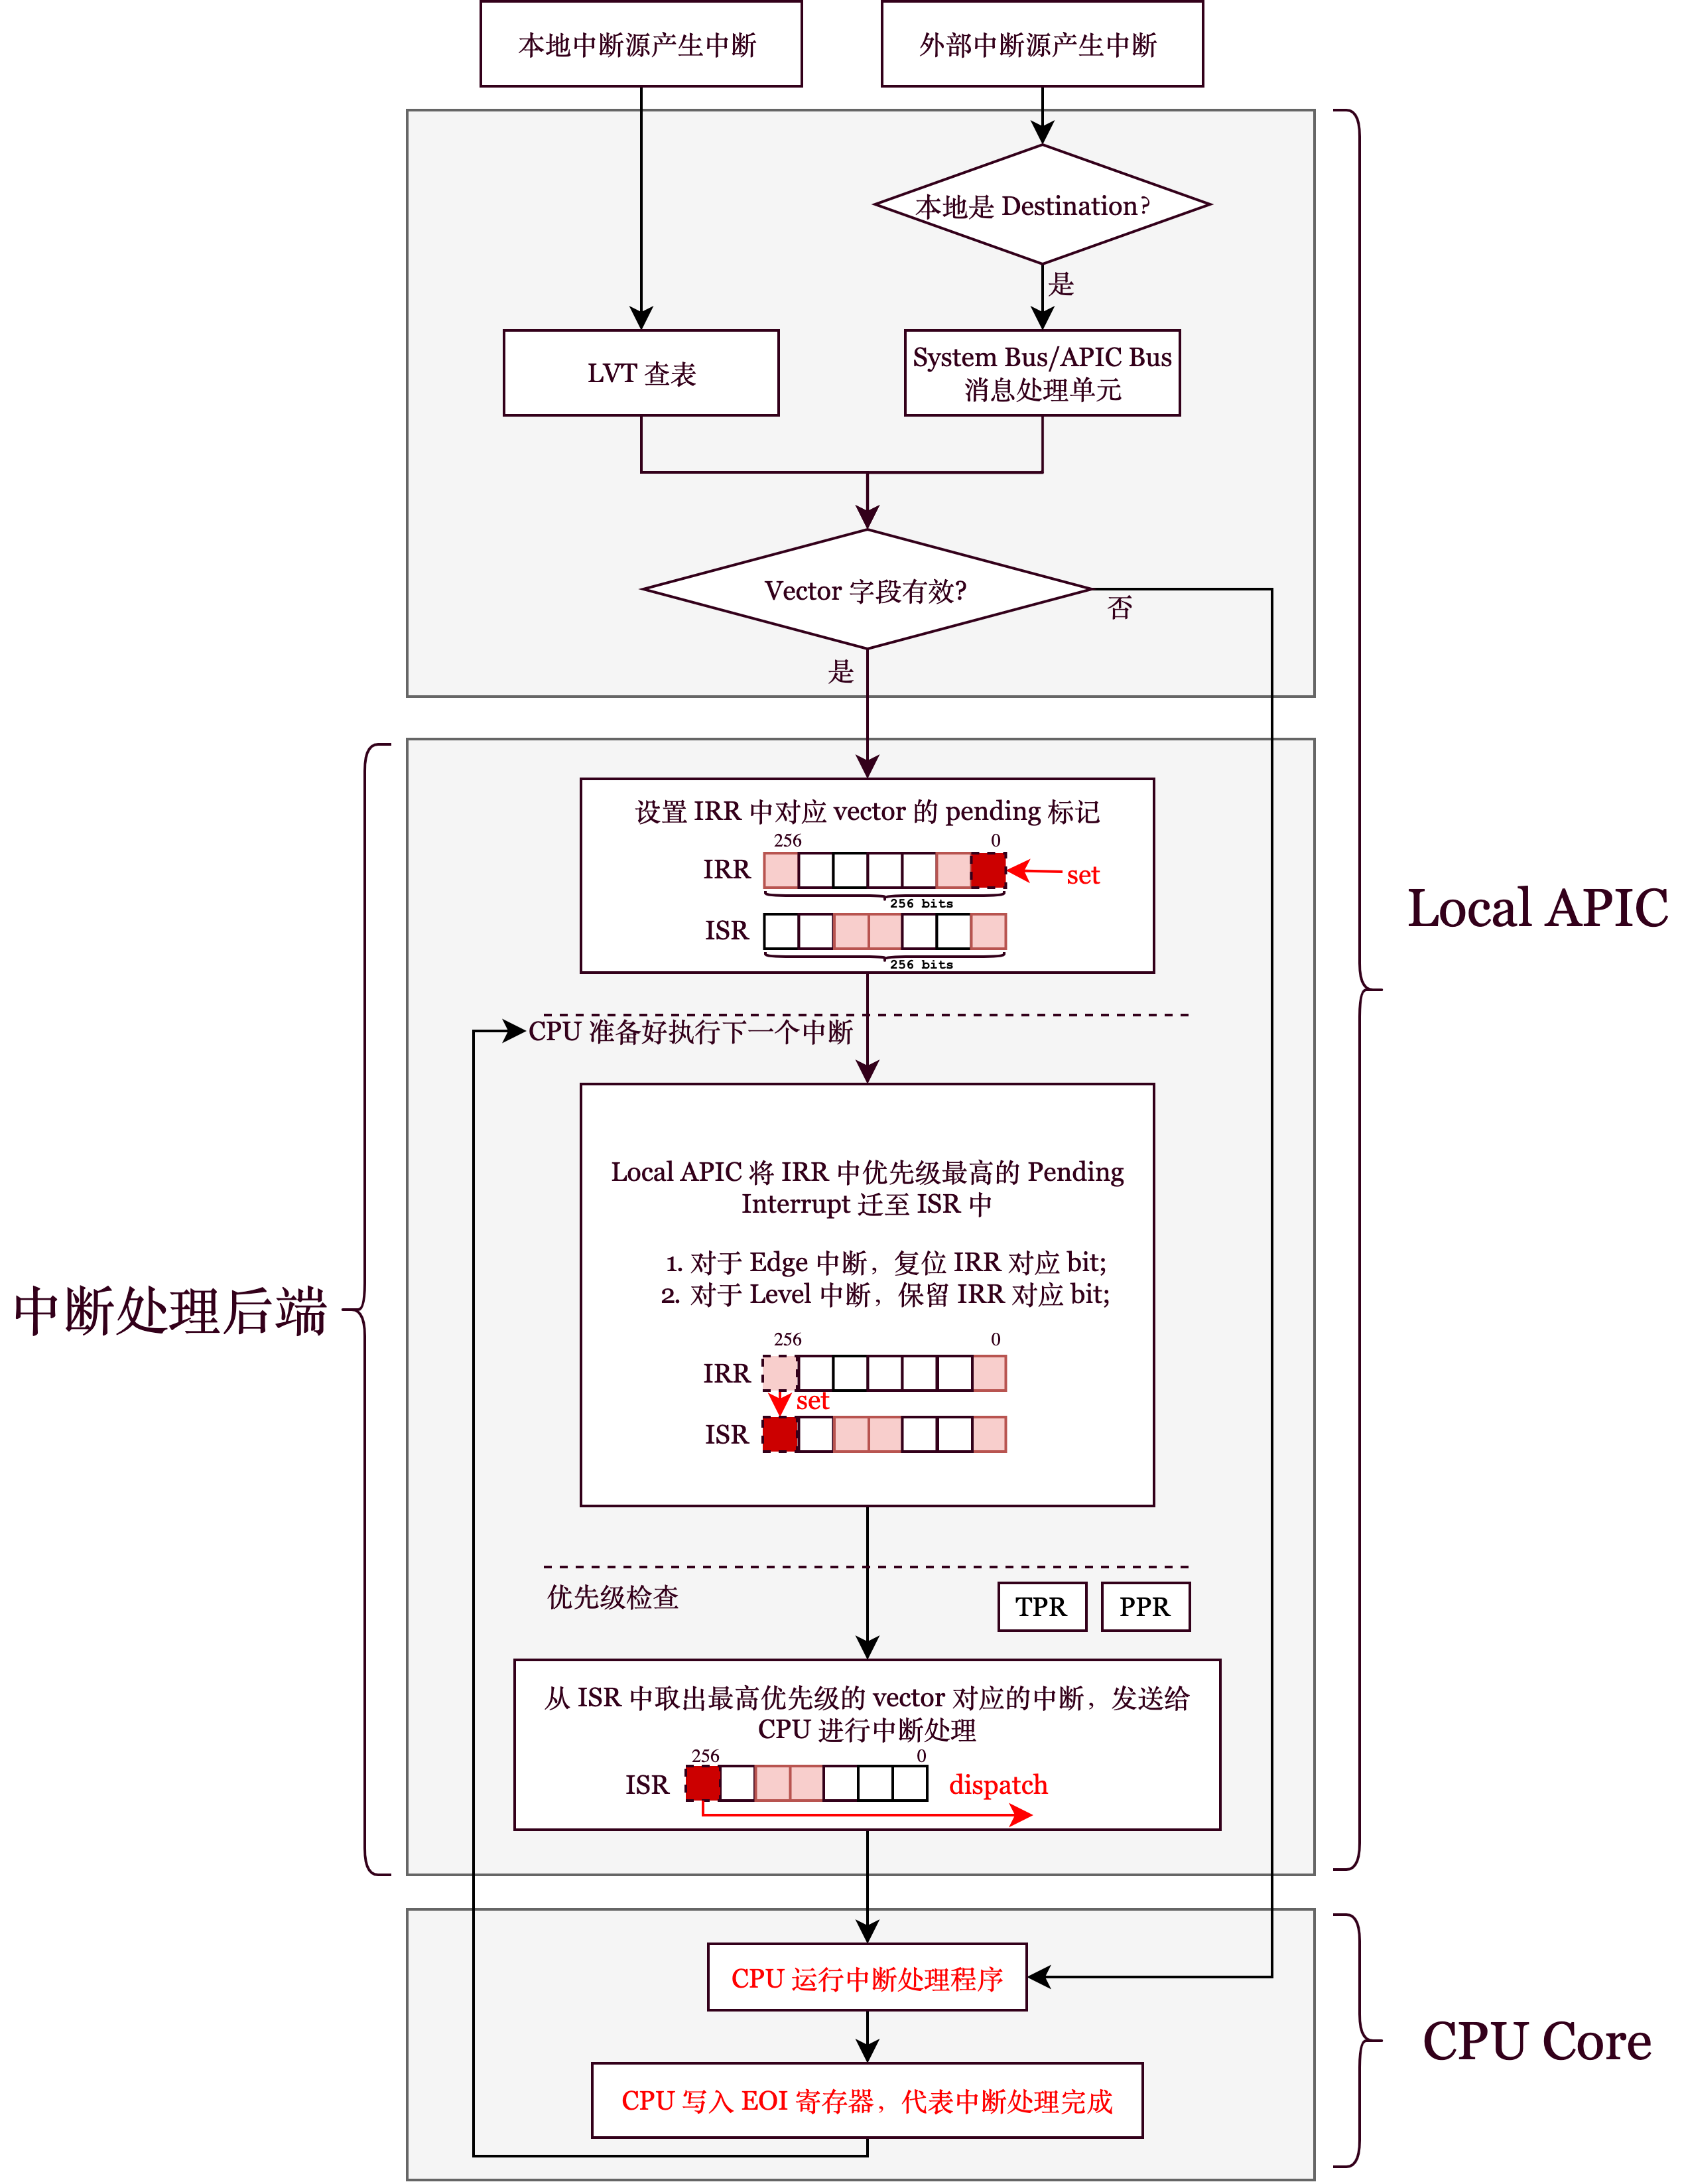 本地中断源产生中断
外部中断源产生中断
本地是 Destination?
是
LVT 查表
System Bus/APIC Bus
消息处理单元
Vector 字段有效?
否
是
设置 IRR 中对应 vector 的 pending 标记
256 0
IRR
set
256 bits
ISR
256 bits
Local APIC
CPU 准备好执行下一个中断
Local APIC 将 IRR 中优先级最高的 Pending
Interrupt 迁至 ISR 中
1. 对于 Edge 中断，复位 IRR 对应 bit;
2. 对于 Level 中断，保留 IRR 对应 bit;
中断处理后端
256 0
IRR
set
ISR
优先级检查
TPR PPR
从 ISR 中取出最高优先级的 vector 对应的中断，发送给
CPU 进行中断处理
256 0
ISR
dispatch
CPU 运行中断处理程序
CPU Core
CPU 写入 EOI 寄存器，代表中断处理完成